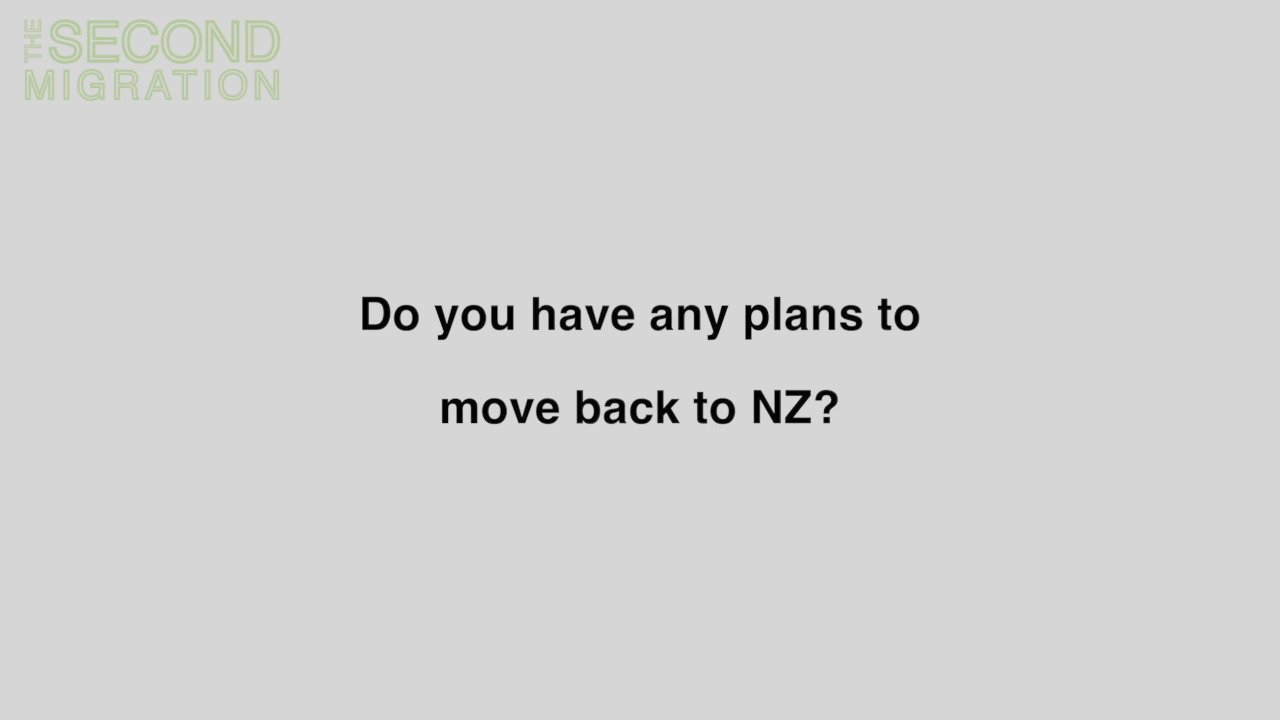 THE SECOND
MIGRATION
Do you have any plans to
move back to NZ?